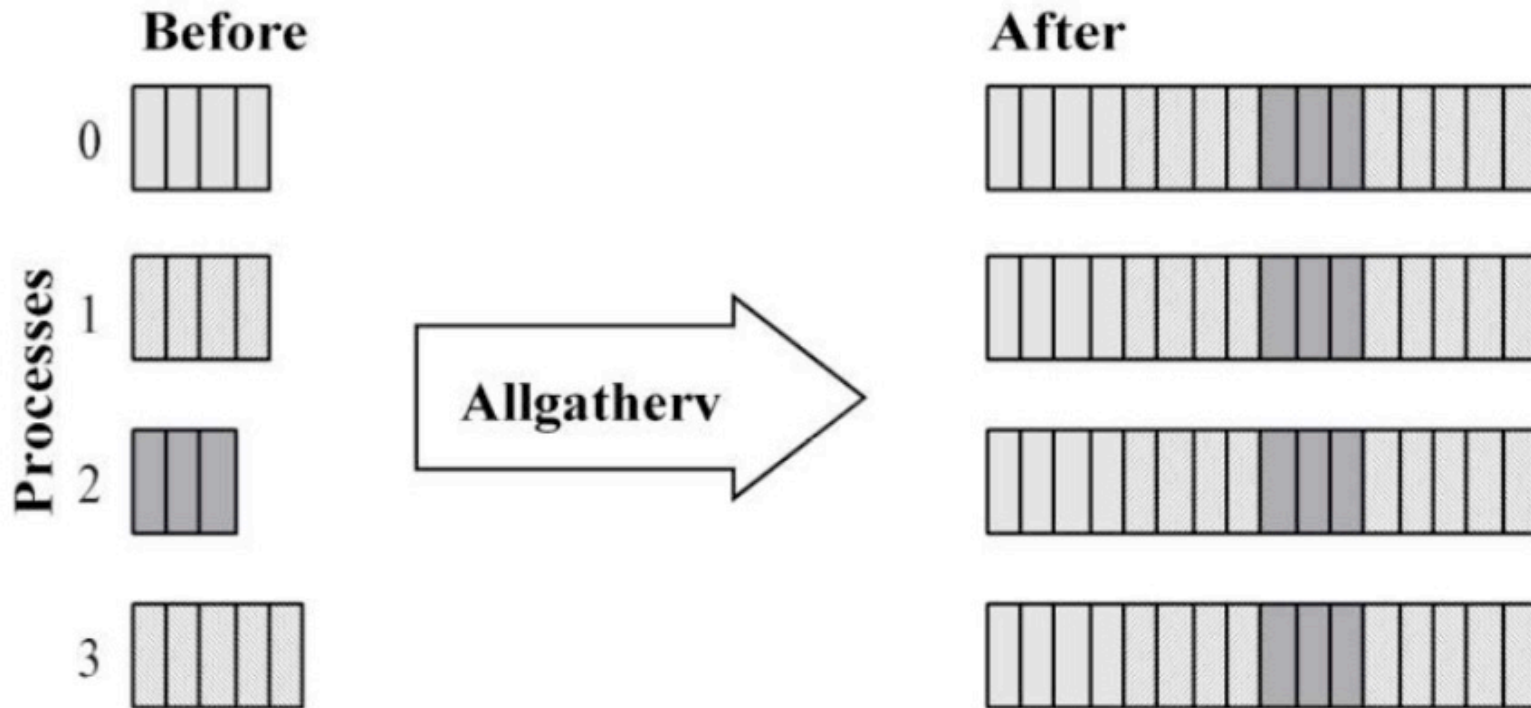 Before
After
Processes
0
1
2
3
Allgatherv